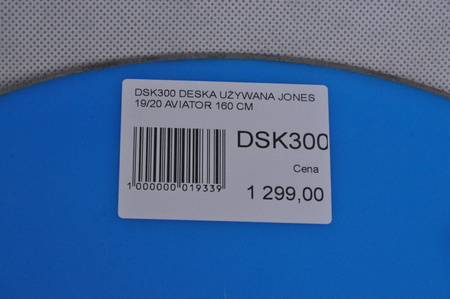 DSK300 DESKA UŻYWANA JONES
19/20 AVIATOR 160 CM
DSK300
Cena
1 299,00
1 000000 019339